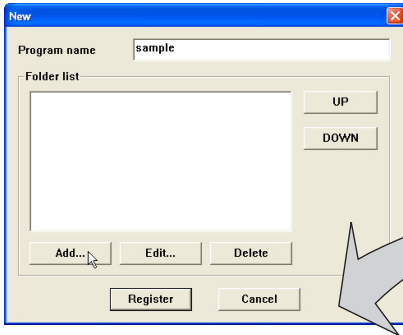 New
Program name
sample
Folder list
UP
DOWN
Add...
Edit...
Delete
Register
Cancel